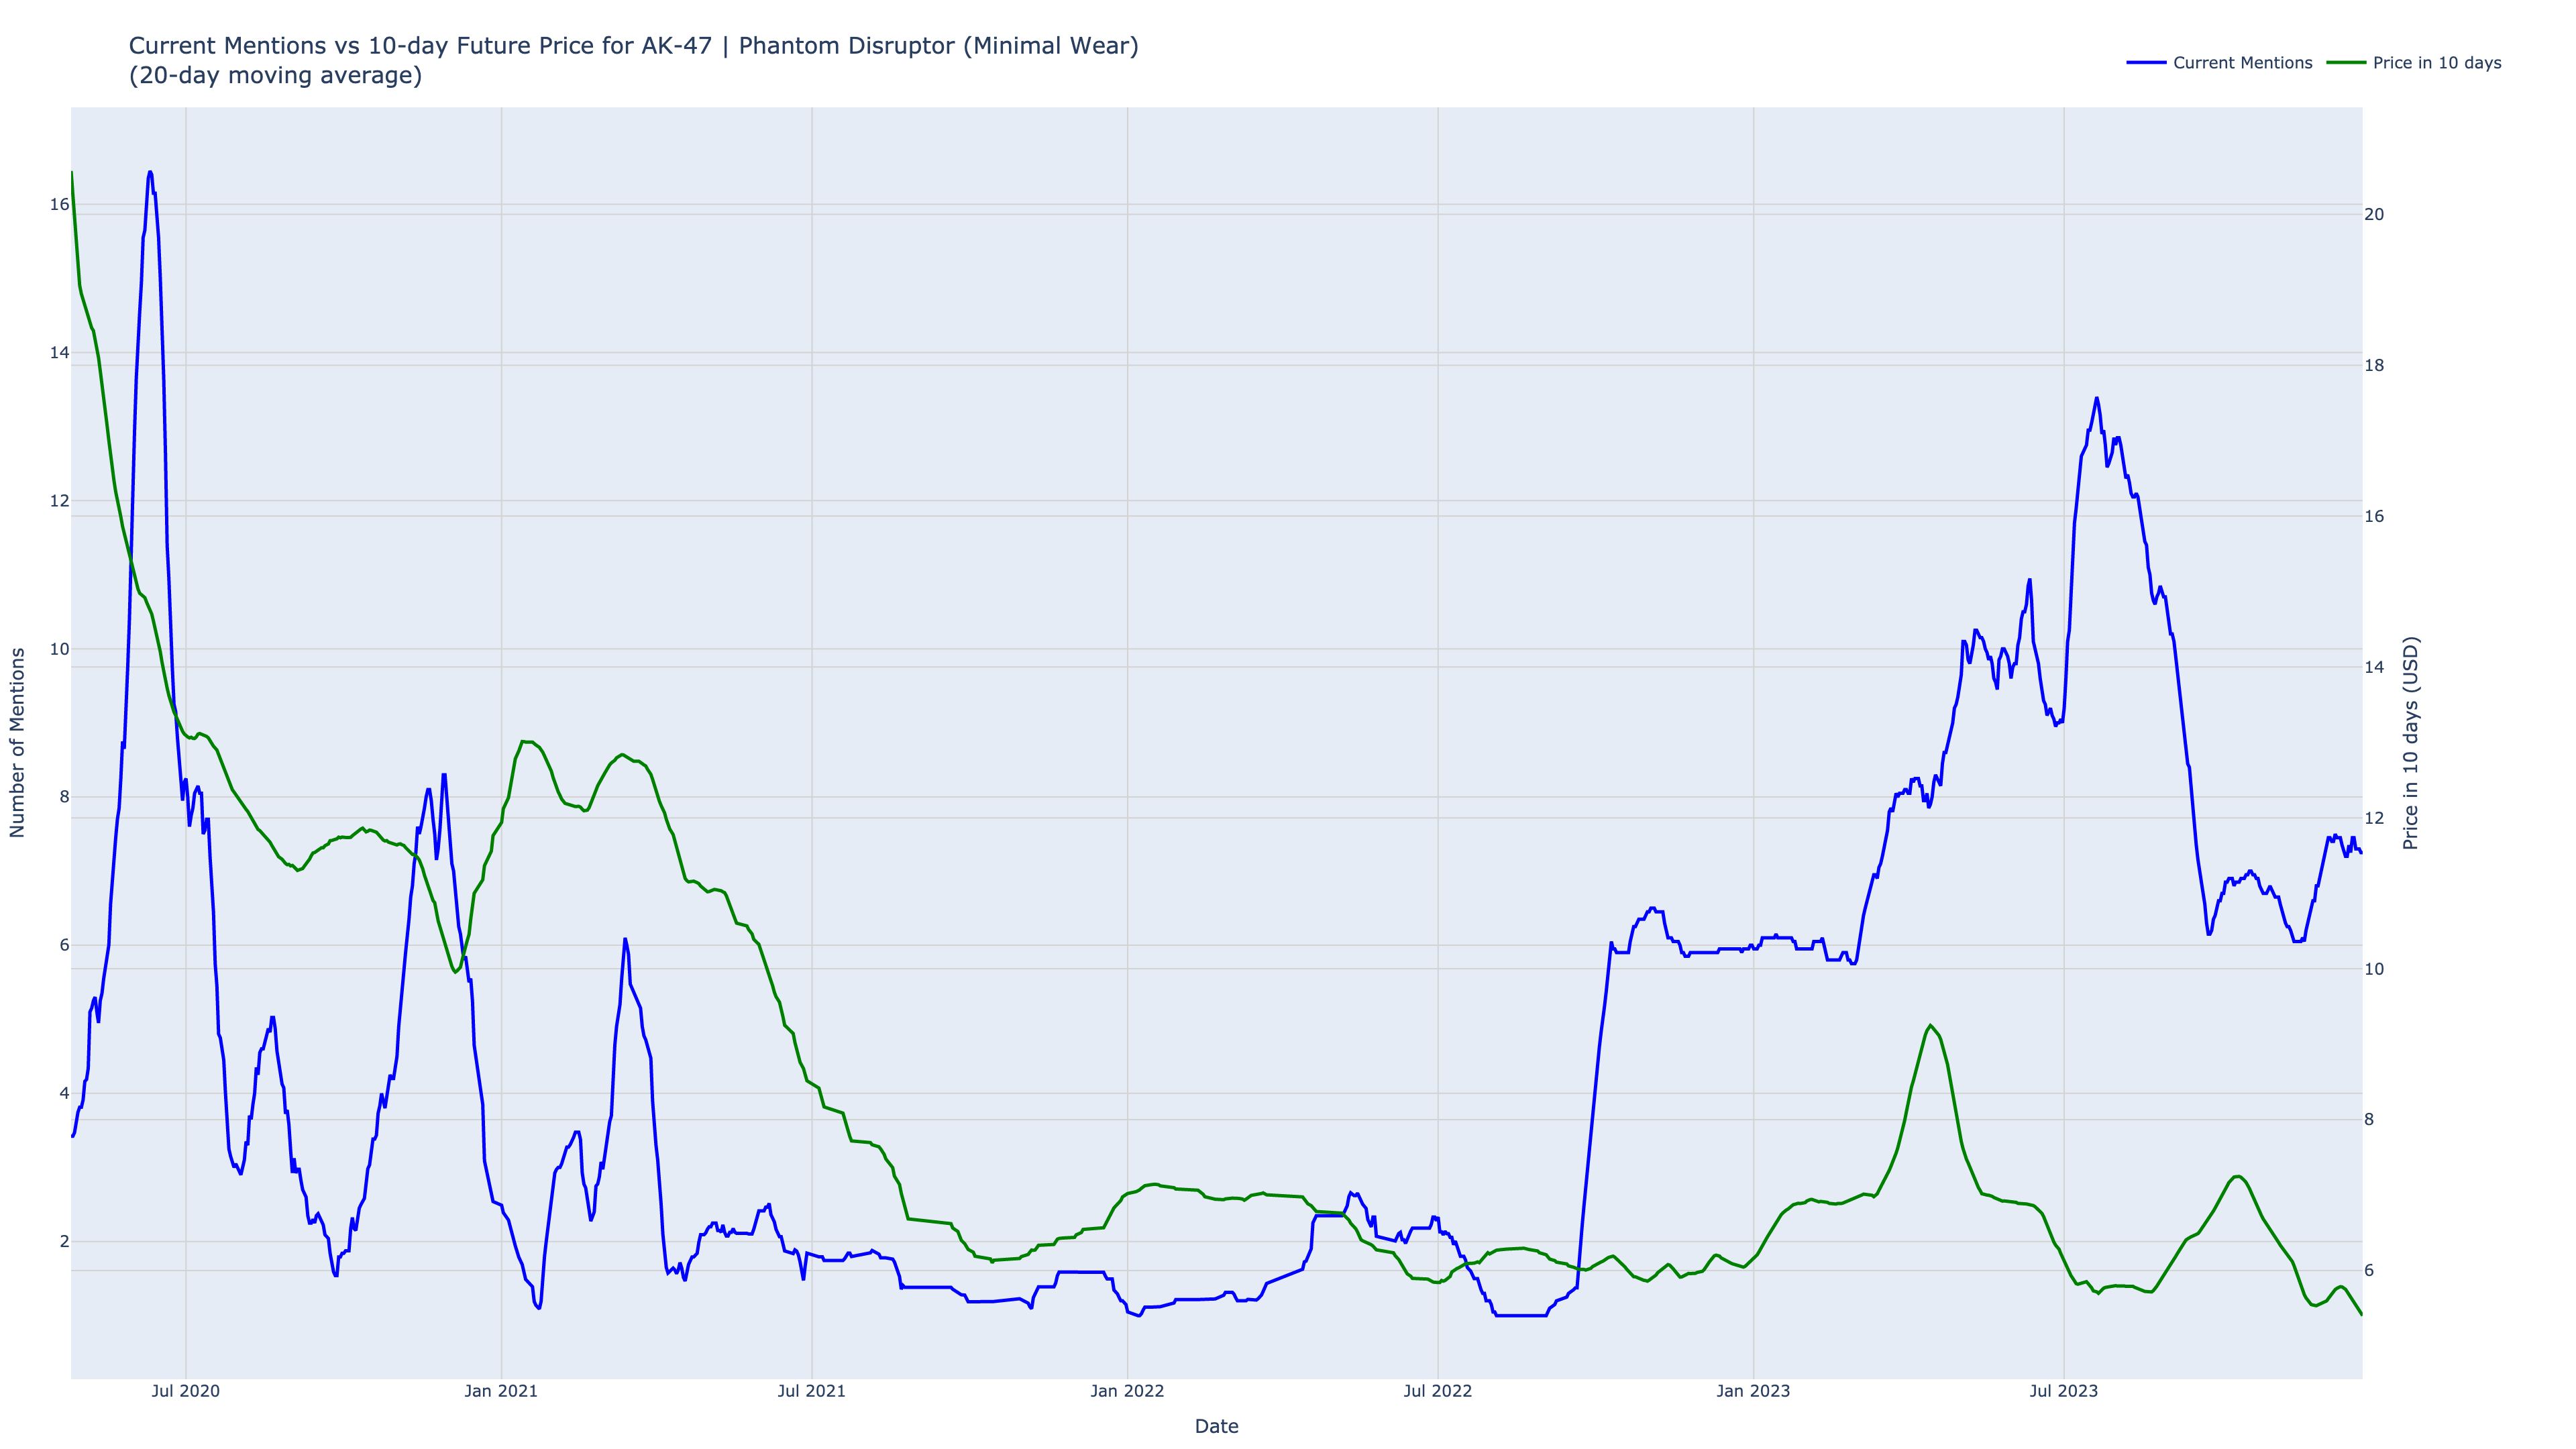 Current Mentions vs 10-day Future Price for AK-47 | Phantom Disruptor (Minimal Wear)
(20-day moving average)
Current Mentions
Price in 10 days
Number of Mentions
16
14
12
10
8
6
4
2
20
18
16
14
12
10
8
6
Price in 10 days (USD)
Jul 2020
Jan 2021
Jul 2021
Jan 2022
Jul 2022
Jan 2023
Jul 2023
Date